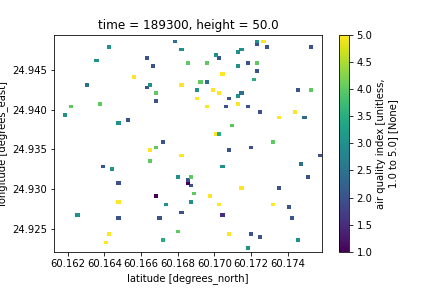 time = 189300, height = 50.0
longitude [degrees_east]
24.945
24.940
24.935
24.930
24.925
60.162 60.164 60.166 60.168 60.170 60.172 60.174
latitude [degrees_north]
5.0
4.5
4.0
3.5
3.0
2.5
2.0
1.5
1.0
air quality index [unitless,
1.0 to 5.0] [None]